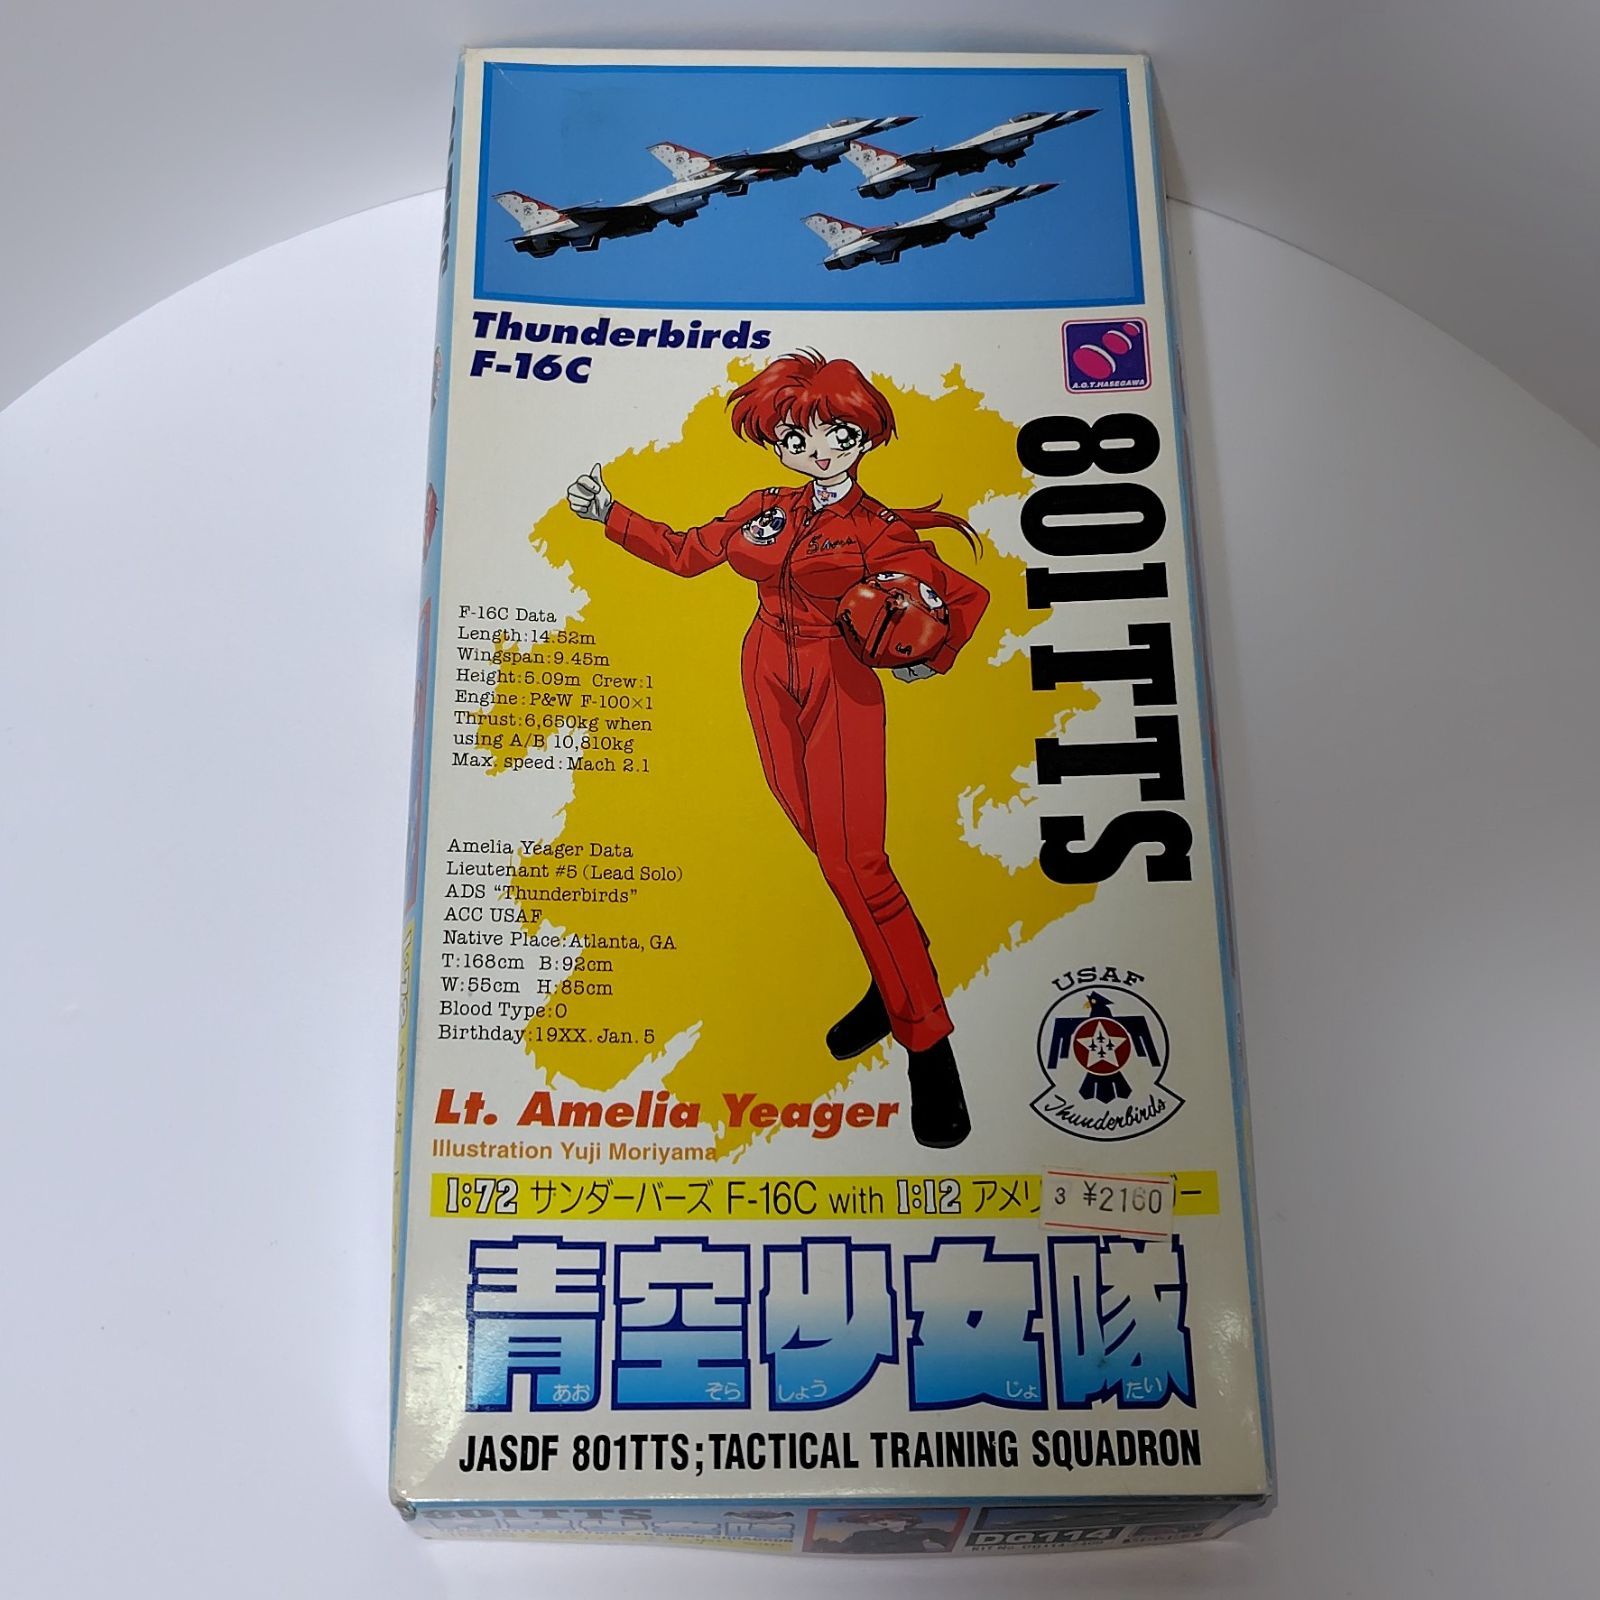 Thunderbirds
F-16C
A.O.T.HASEGAWA
801TTS
F-16C Data
Length:14.52m
Wingspan:9.45m
Height:5.09m Crew:1
Engine:P&W F-100×1
Thrust:6,650kg when
using A/B 10,810kg
Max. speed:Mach 2.1
Amelia Yeager Data
Lieutenant #5 (Lead Solo)
ADS “Thunderbirds”
ACC USAF
Native Place:Atlanta, GA
T:168cm B:92cm
W:55cm H:85cm
Blood Type:O
Birthday:19XX. Jan. 5
USAF
Thunderbirds
Lt. Amelia Yeager
Illustration Yuji Moriyama
1:72 サンダーバーズ F-16C with 1:12 アメリ
3 ¥2160
青空少女隊
あお ぞら しょう じょ たい
JASDF 801TTS;TACTICAL TRAINING SQUADRON
801TTS
DQ114